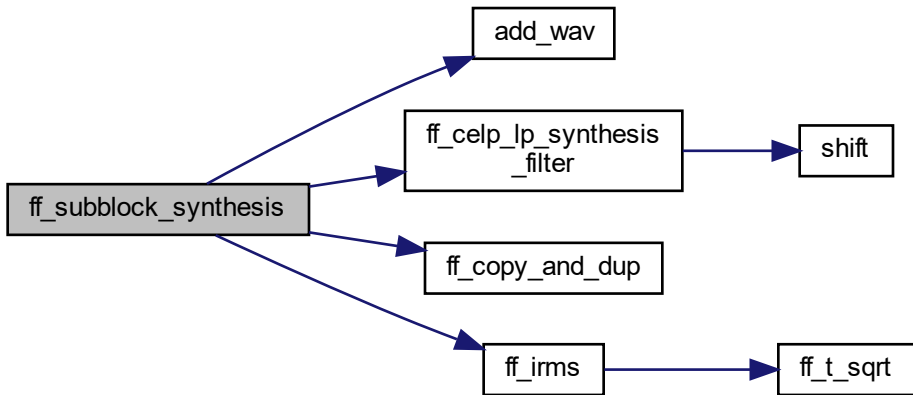 add_wav
ff_celp_lp_synthesis
_filter
shift
ff_subblock_synthesis
ff_copy_and_dup
ff_irms
ff_t_sqrt